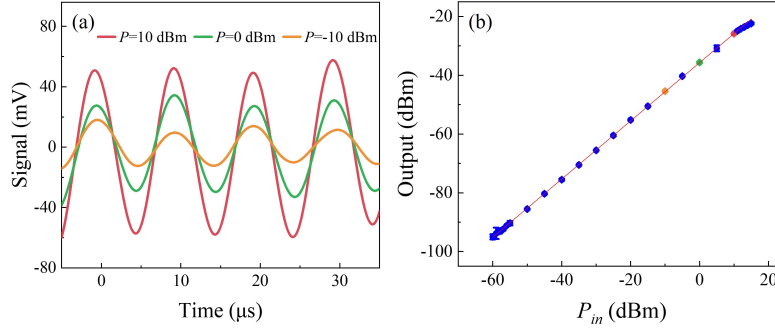 (a)
P=10 dBm P=0 dBm P=-10 dBm
80
40
0
-40
-80
Signal (mV)
0 10 20 30
Time (μs)
(b)
-20
-40
-60
-80
-100
Output (dBm)
-60 -40 -20 0 20
Pin (dBm)